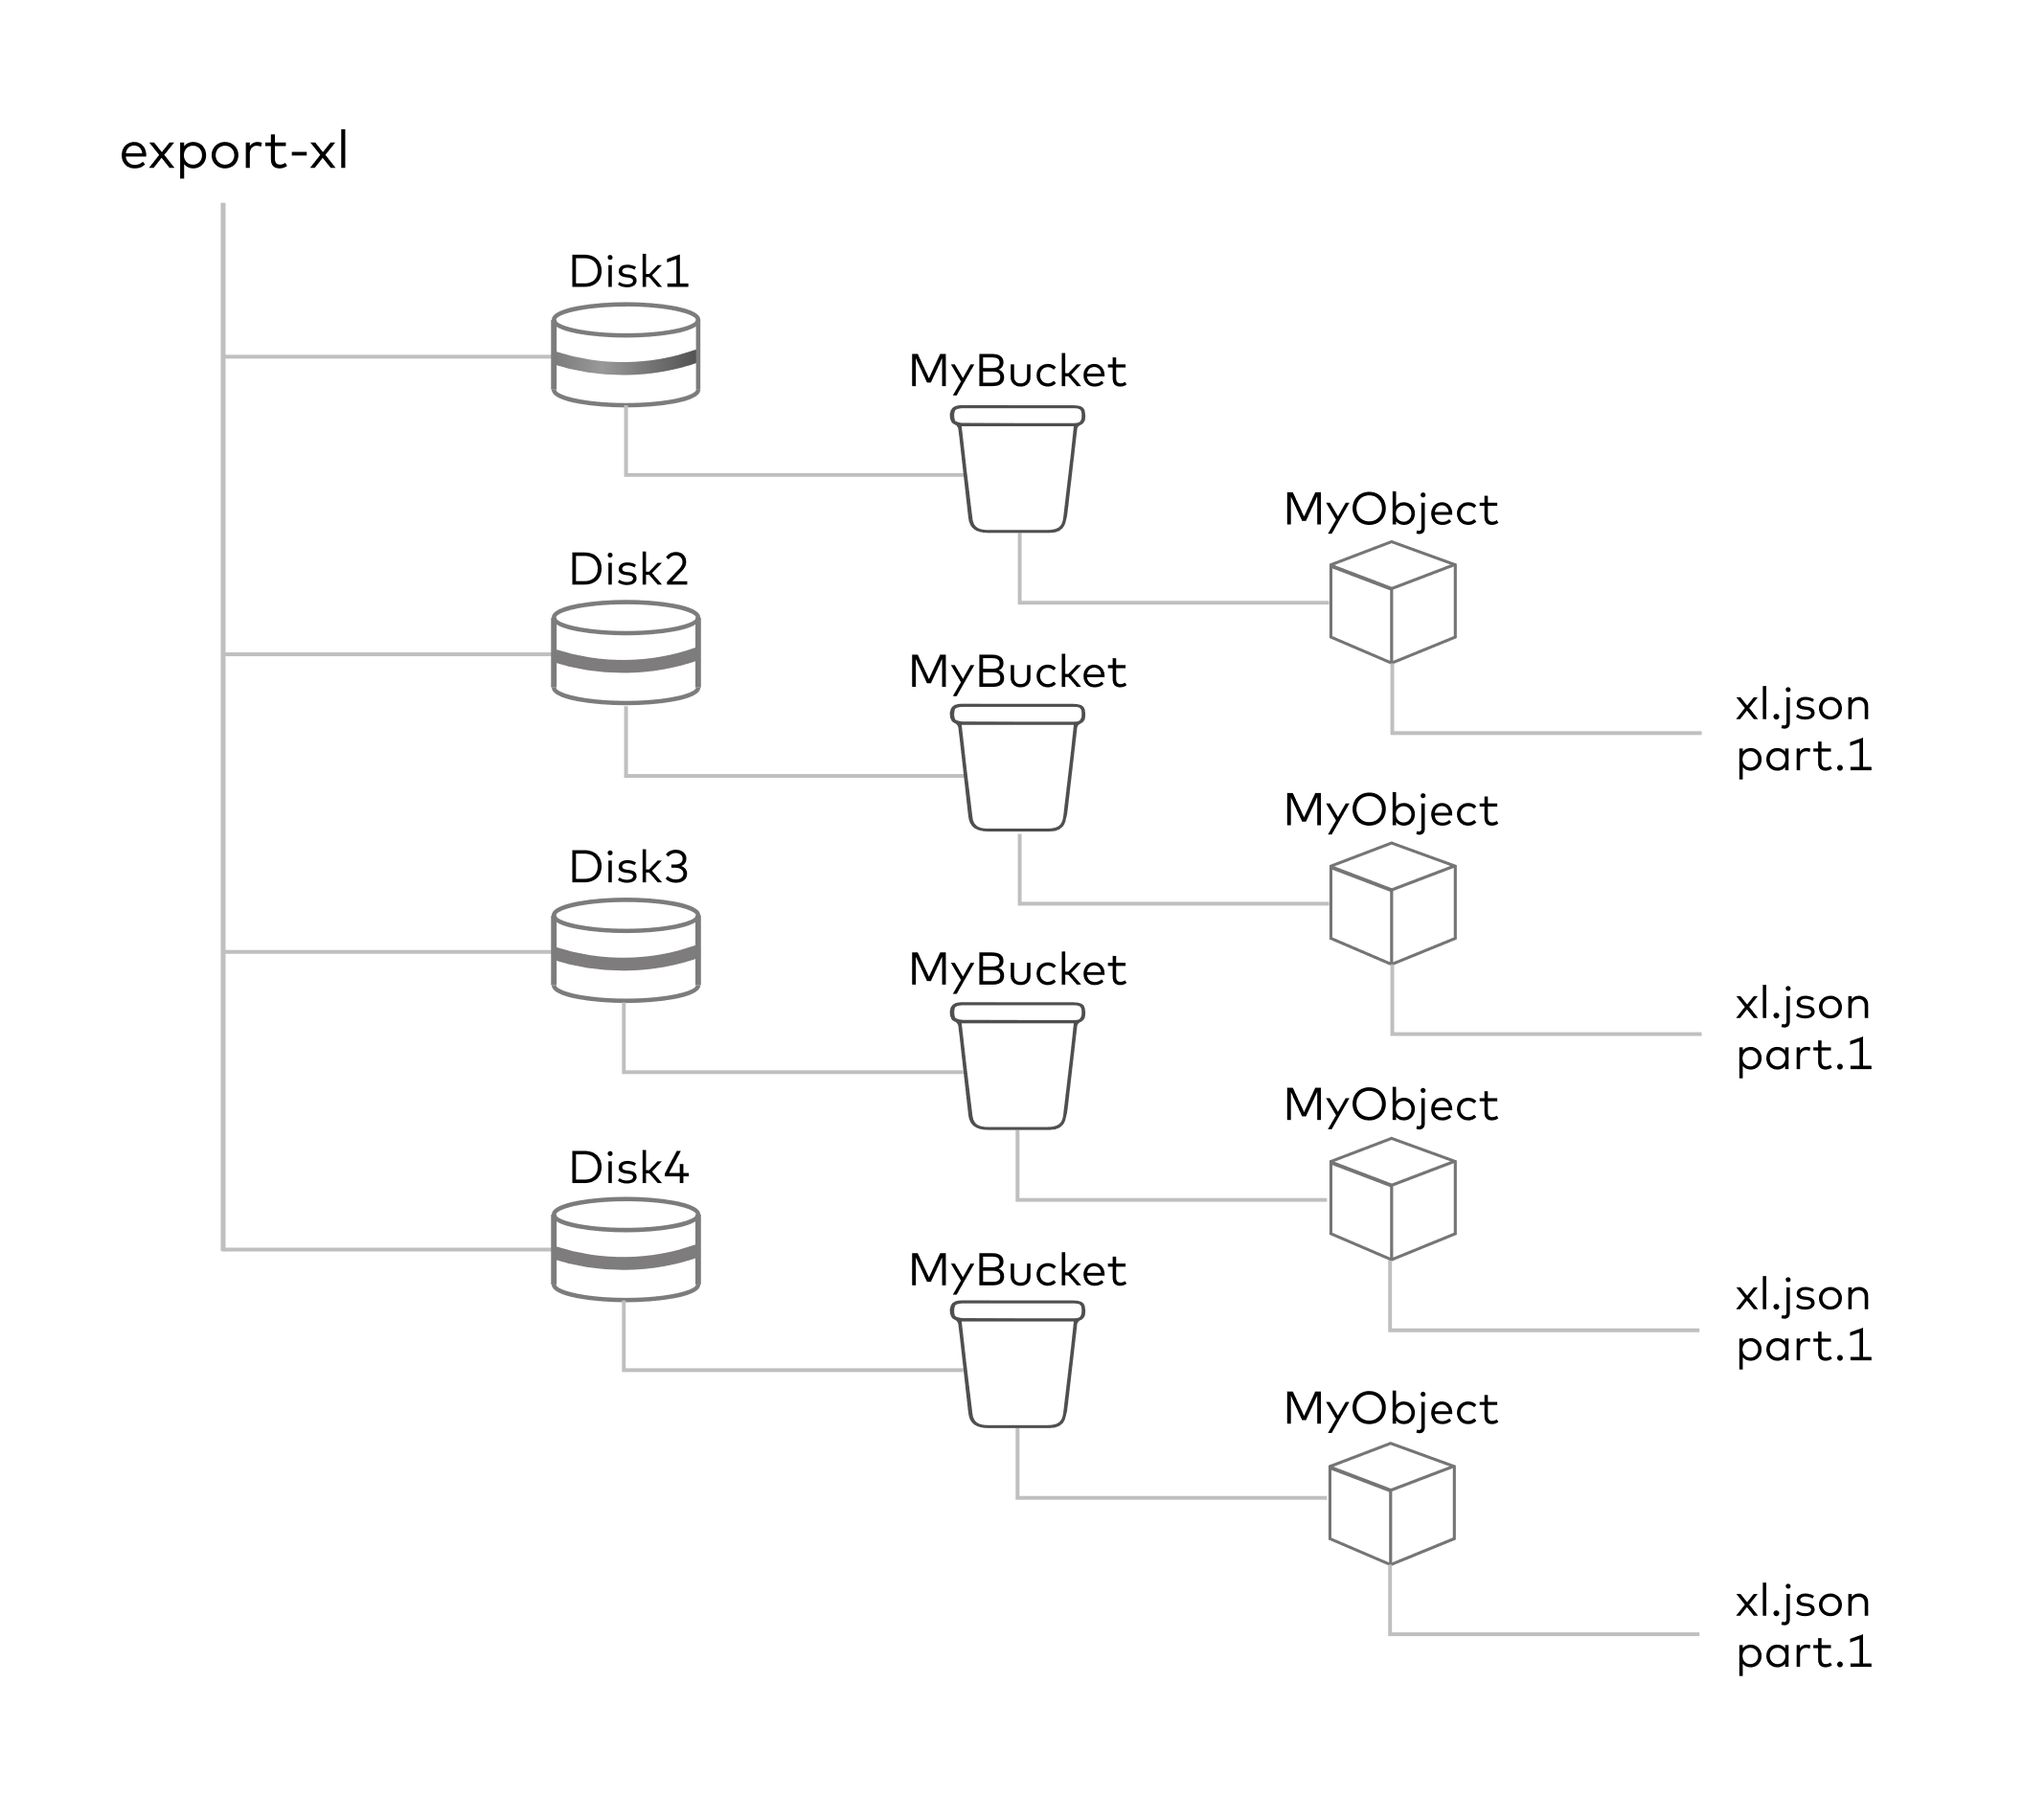 export-xl
Disk1
MyBucket
MyObject
xl.json
part.1
Disk2
MyBucket
MyObject
xl.json
part.1
Disk3
MyBucket
MyObject
xl.json
part.1
Disk4
MyBucket
MyObject
xl.json
part.1